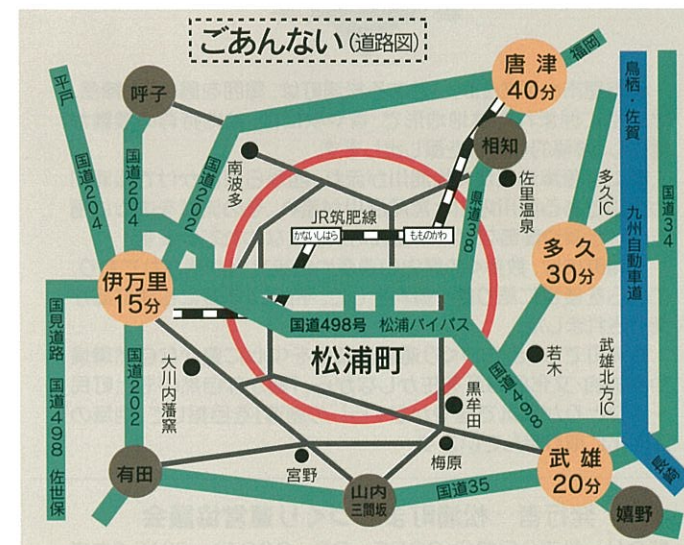 ごあんない(道路図)
平戸
呼子
国道204
国道204
国道202
南波多
JR筑肥線
かないしはら
もものかわ
唐津
40分
福岡
相知
佐里温泉
県道38
多久IC
鳥栖・佐賀
九州自動車道
国道34
多久
30分
伊万里
15分
国道498号 松浦バイパス
松浦町
国見道路 国道498 佐世保
国道202
大川内藩窯
黒牟田
国道498
若木
武雄北方IC
長崎
有田
宮野
山内
三間坂
梅原
国道35
武雄
20分
嬉野